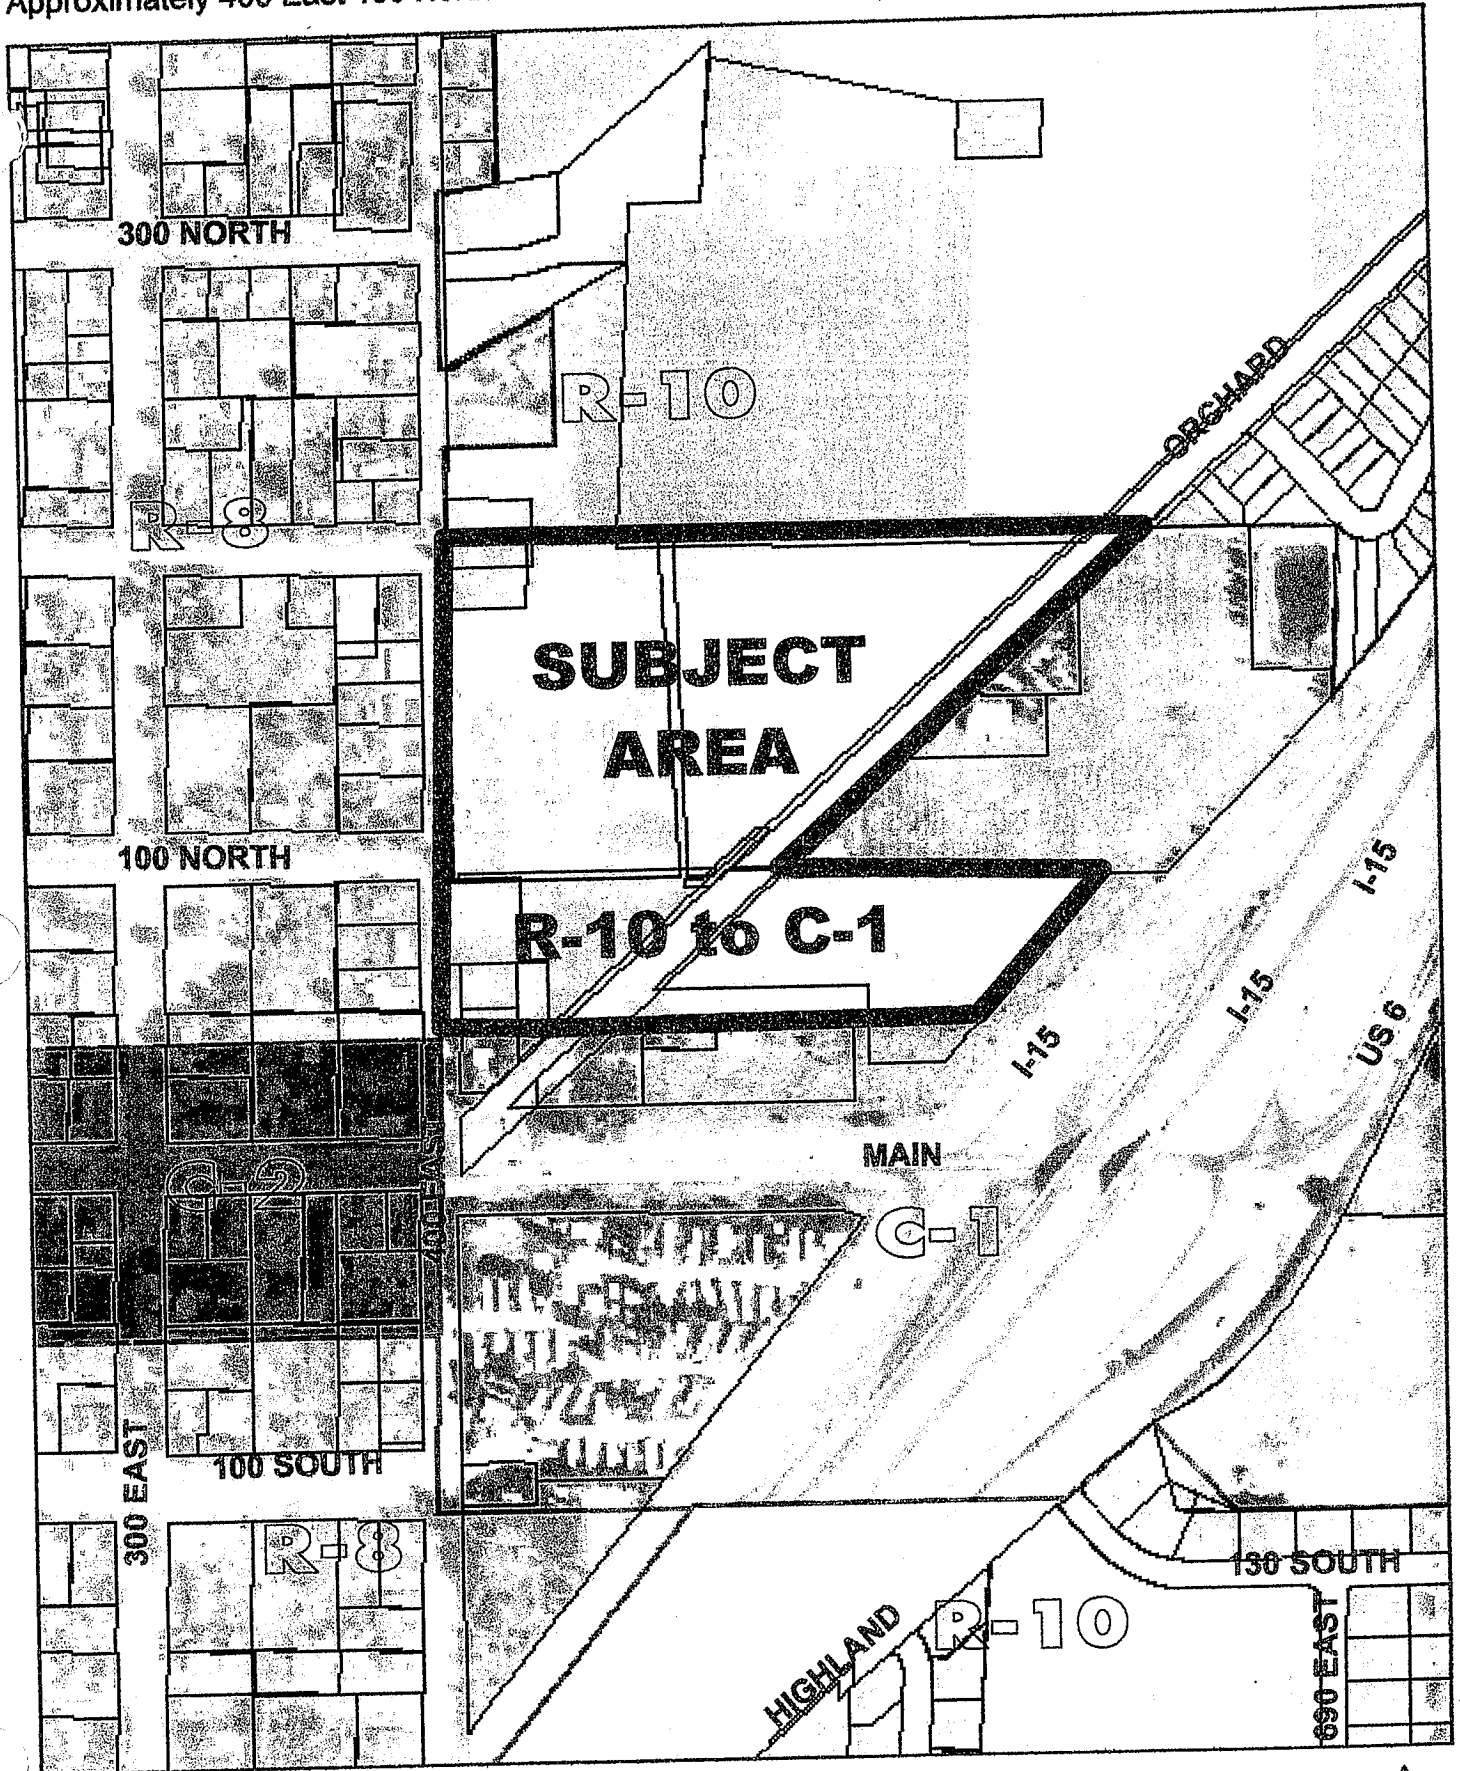 Approximately 400 East 100 North
300 NORTH
R-10
ORCHARD
R-8
SUBJECT
AREA
100 NORTH
I-15
R-10 to C-1
I-15
US 6
I-15
MAIN
C-2
400 EAST
C-1
300 EAST
100 SOUTH
R-8
130 SOUTH
HIGHLAND
R-10
690 EAST